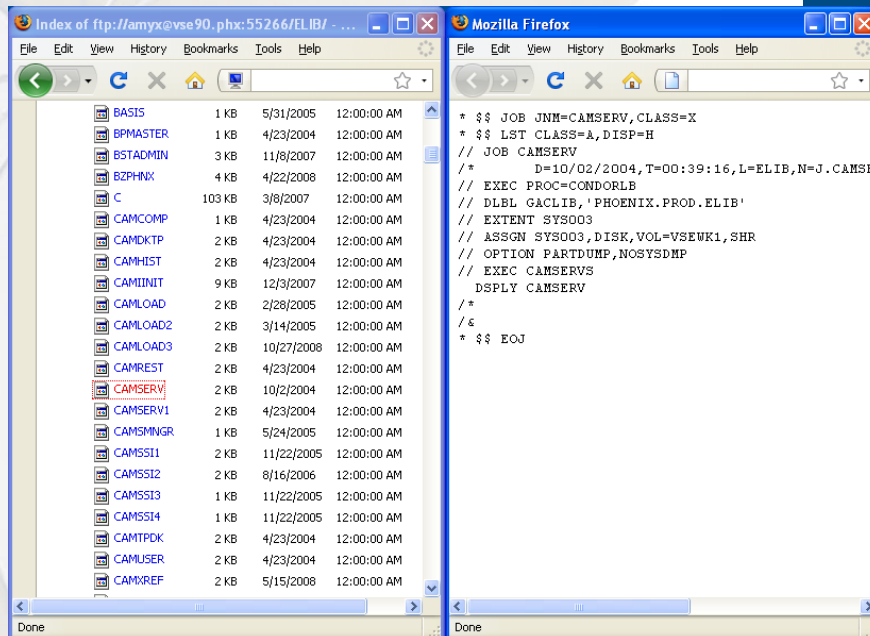 Index of ftp://amyx@vse90.phx:55266/ELIB/ - ...
File Edit View History Bookmarks Tools Help
BASIS 1 KB 5/31/2005 12:00:00 AM
BPMASTER 1 KB 4/23/2004 12:00:00 AM
BSTADMIN 3 KB 11/8/2007 12:00:00 AM
BZPHNX 4 KB 4/22/2008 12:00:00 AM
C 103 KB 3/8/2007 12:00:00 AM
CAMCOMP 1 KB 4/23/2004 12:00:00 AM
CAMDKTP 2 KB 4/23/2004 12:00:00 AM
CAMHIST 2 KB 4/23/2004 12:00:00 AM
CAMIINIT 9 KB 12/3/2007 12:00:00 AM
CAMLOAD 2 KB 2/28/2005 12:00:00 AM
CAMLOAD2 2 KB 3/14/2005 12:00:00 AM
CAMLOAD3 2 KB 10/27/2008 12:00:00 AM
CAMREST 2 KB 4/23/2004 12:00:00 AM
CAMSERV 2 KB 10/2/2004 12:00:00 AM
CAMSERV1 2 KB 4/23/2004 12:00:00 AM
CAMSMNGR 1 KB 5/24/2005 12:00:00 AM
CAMSSI1 2 KB 11/22/2005 12:00:00 AM
CAMSSI2 2 KB 8/16/2006 12:00:00 AM
CAMSSI3 1 KB 11/22/2005 12:00:00 AM
CAMSSI4 1 KB 11/22/2005 12:00:00 AM
CAMTPDK 2 KB 4/23/2004 12:00:00 AM
CAMUSER 2 KB 4/23/2004 12:00:00 AM
CAMXREF 2 KB 5/15/2008 12:00:00 AM
Done
Mozilla Firefox
File Edit View History Bookmarks Tools Help
* $$ JOB JNM=CAMSERV,CLASS=X
* $$ LST CLASS=A,DISP=H
// JOB CAMSERV
/* D=10/02/2004,T=00:39:16,L=ELIB,N=J.CAMSE
// EXEC PROC=CONDORLB
// DLBL GACLIB,'PHOENIX.PROD.ELIB'
// EXTENT SYS003
// ASSGN SYS003,DISK,VOL=VSEWK1,SHR
// OPTION PARTDUMP,NOSYSDMP
// EXEC CAMSERVS
DSPLY CAMSERV
/*
/&
* $$ EOJ
Done